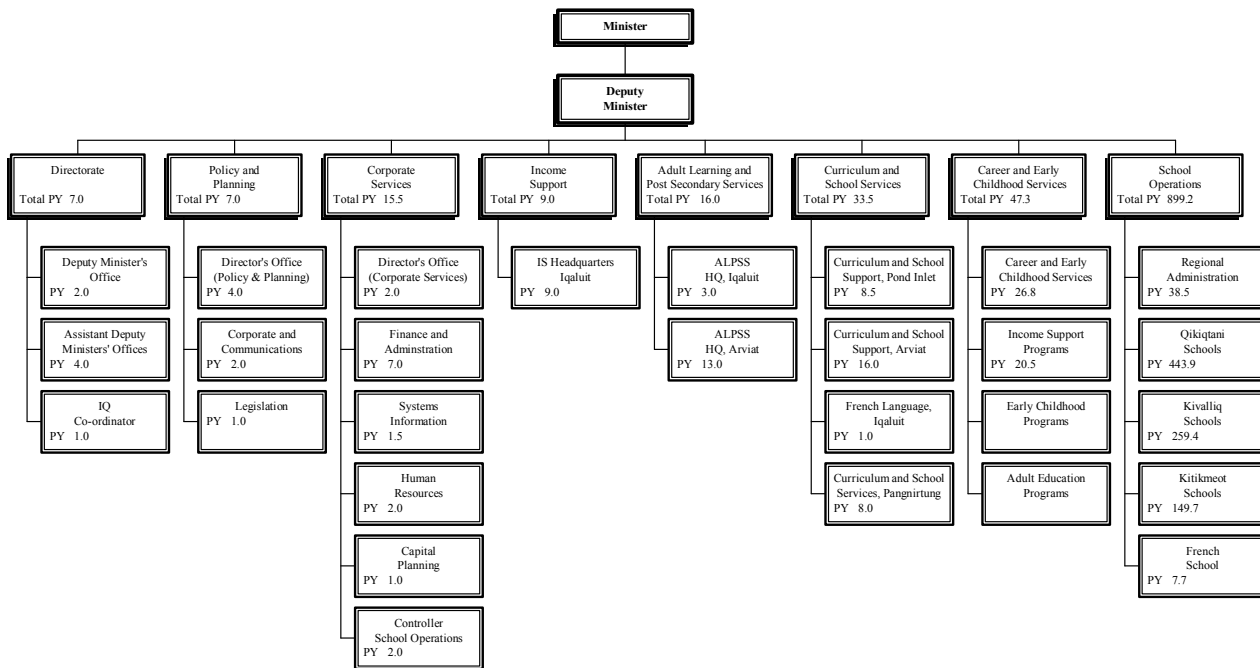 Minister
Deputy
Minister
Directorate
Total PY 7.0
Policy and
Planning
Total PY 7.0
Corporate
Services
Total PY 15.5
Income
Support
Total PY 9.0
Adult Learning and
Post Secondary Services
Total PY 16.0
Curriculum and
School Services
Total PY 33.5
Career and Early
Childhood Services
Total PY 47.3
School
Operations
Total PY 899.2
Deputy Minister's
Office
PY 2.0
Assistant Deputy
Ministers' Offices
PY 4.0
IQ
Co-ordinator
PY 1.0
Director's Office
(Policy & Planning)
PY 4.0
Corporate and
Communications
PY 2.0
Legislation
PY 1.0
Director's Office
(Corporate Services)
PY 2.0
Finance and
Adminstration
PY 7.0
Systems
Information
PY 1.5
Human
Resources
PY 2.0
Capital
Planning
PY 1.0
Controller
School Operations
PY 2.0
IS Headquarters
Iqaluit
PY 9.0
ALPSS
HQ, Iqaluit
PY 3.0
ALPSS
HQ, Arviat
PY 13.0
Curriculum and School
Support, Pond Inlet
PY 8.5
Curriculum and School
Support, Arviat
PY 16.0
French Language,
Iqaluit
PY 1.0
Curriculum and School
Services, Pangnirtung
PY 8.0
Career and Early
Childhood Services
PY 26.8
Income Support
Programs
PY 20.5
Early Childhood
Programs
Adult Education
Programs
Regional
Administration
PY 38.5
Qikiqtani
Schools
PY 443.9
Kivalliq
Schools
PY 259.4
Kitikmeot
Schools
PY 149.7
French
School
PY 7.7